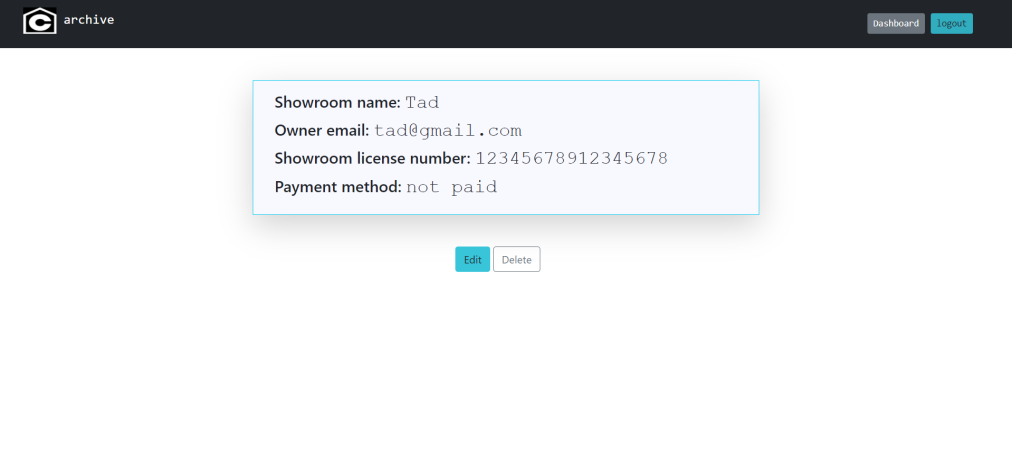 C archive
Dashboard logout
Showroom name: Tad
Owner email: tad@gmail.com
Showroom license number: 12345678912345678
Payment method: not paid
Edit Delete